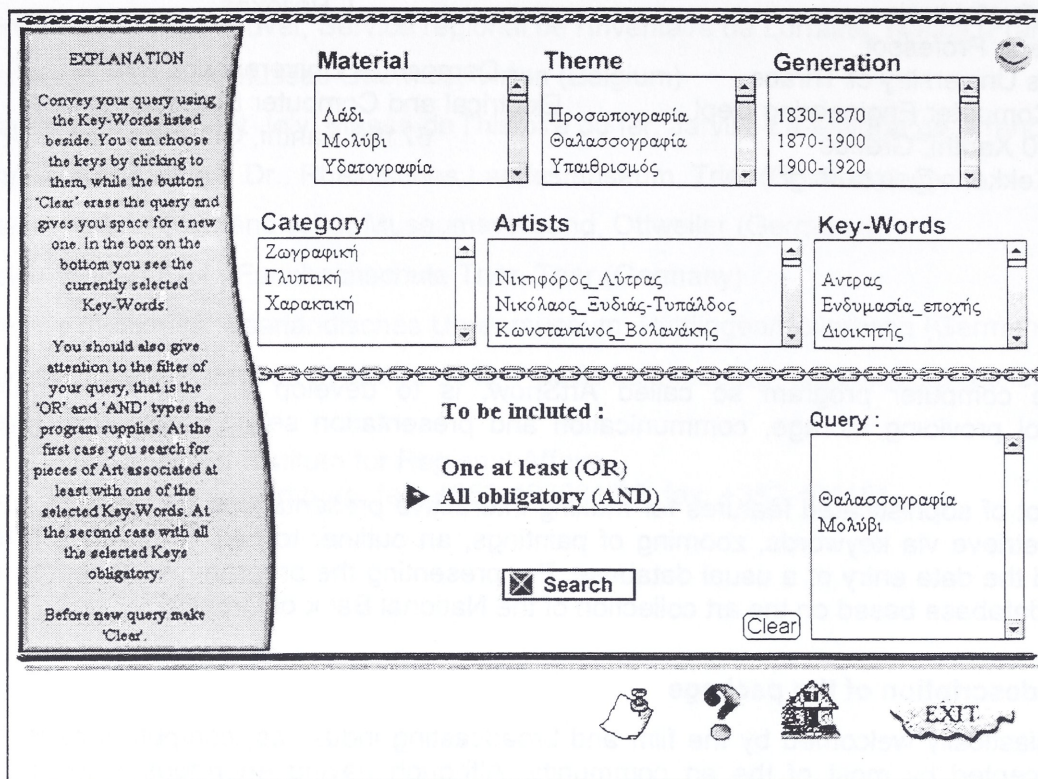 EXPLANATION
Convey your query using
the Key-Words listed
beside. You can choose
the keys by clicking to
them, while the button
'Clear' erase the query and
gives you space for a new
one. In the box on the
bottom you see the
currently selected
Key-Words.
You should also give
attention to the filter of
your query, that is the
'OR' and 'AND' types the
program supplies. At the
first case you search for
pieces of Art associated at
least with one of the
selected Key-Words. At
the second case with all
the selected Keys
obligatory.
Before new query make
'Clear'.
Material
Λάδι
Μολύβι
Υδατογραφία
Theme
Προσωπογραφία
Θαλασσογραφία
Υπαιθρισμός
Generation
1830-1870
1870-1900
1900-1920
Category
Ζωγραφική
Γλυπτική
Χαρακτική
Artists
Νικηφόρος_Λύτρας
Νικόλαος_Ξυδιάς-Τυπάλδος
Κωνσταντίνος_Βολανάκης
Key-Words
Αντρας
Ενδυμασία_εποχής
Διοικητής
To be incluted :
One at least (OR)
All obligatory (AND)
Search
Query :
Θαλασσογραφία
Μολύβι
Clear
EXIT